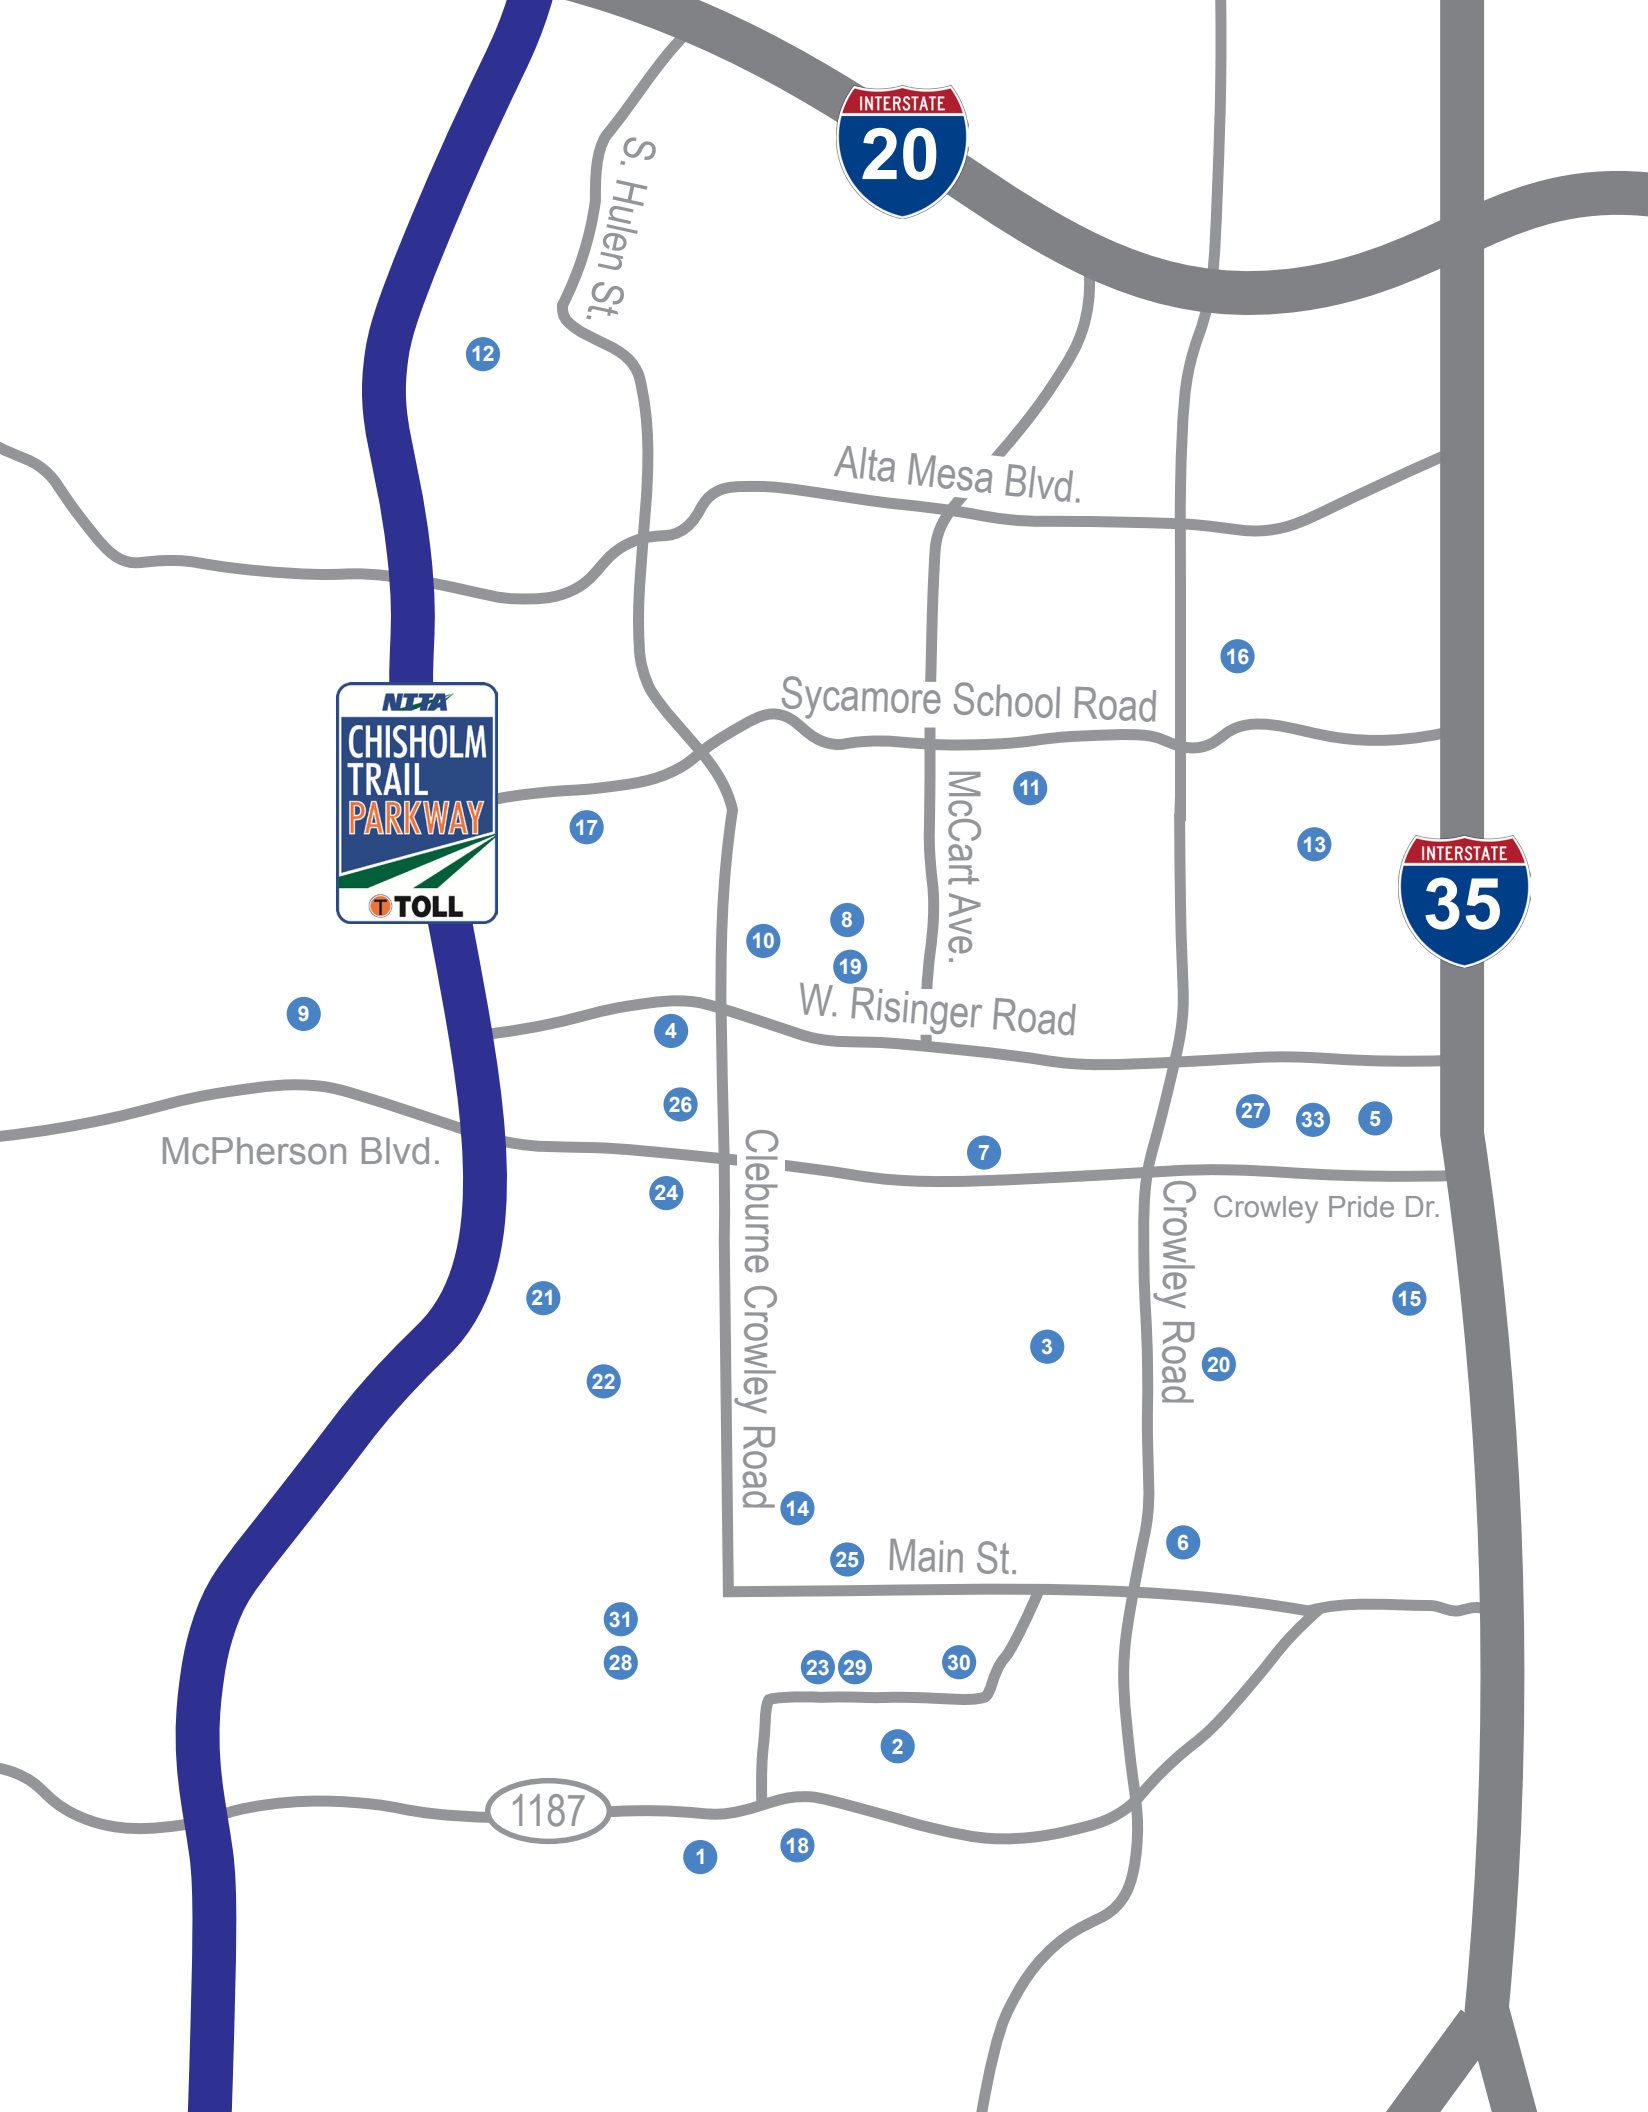 INTERSTATE
20
S. Hulen St.
12
Alta Mesa Blvd.
16
Sycamore School Road
NTTA
CHISHOLM
TRAIL
PARKWAY
T TOLL
McCart Ave.
11
17
13
INTERSTATE
35
8
10
19
9
W. Risinger Road
4
26
27
33
5
McPherson Blvd.
7
24
Cleburne Crowley Road
Crowley Road
Crowley Pride Dr.
21
15
3
20
22
14
6
25
Main St.
31
28
23
29
30
2
1187
18
1